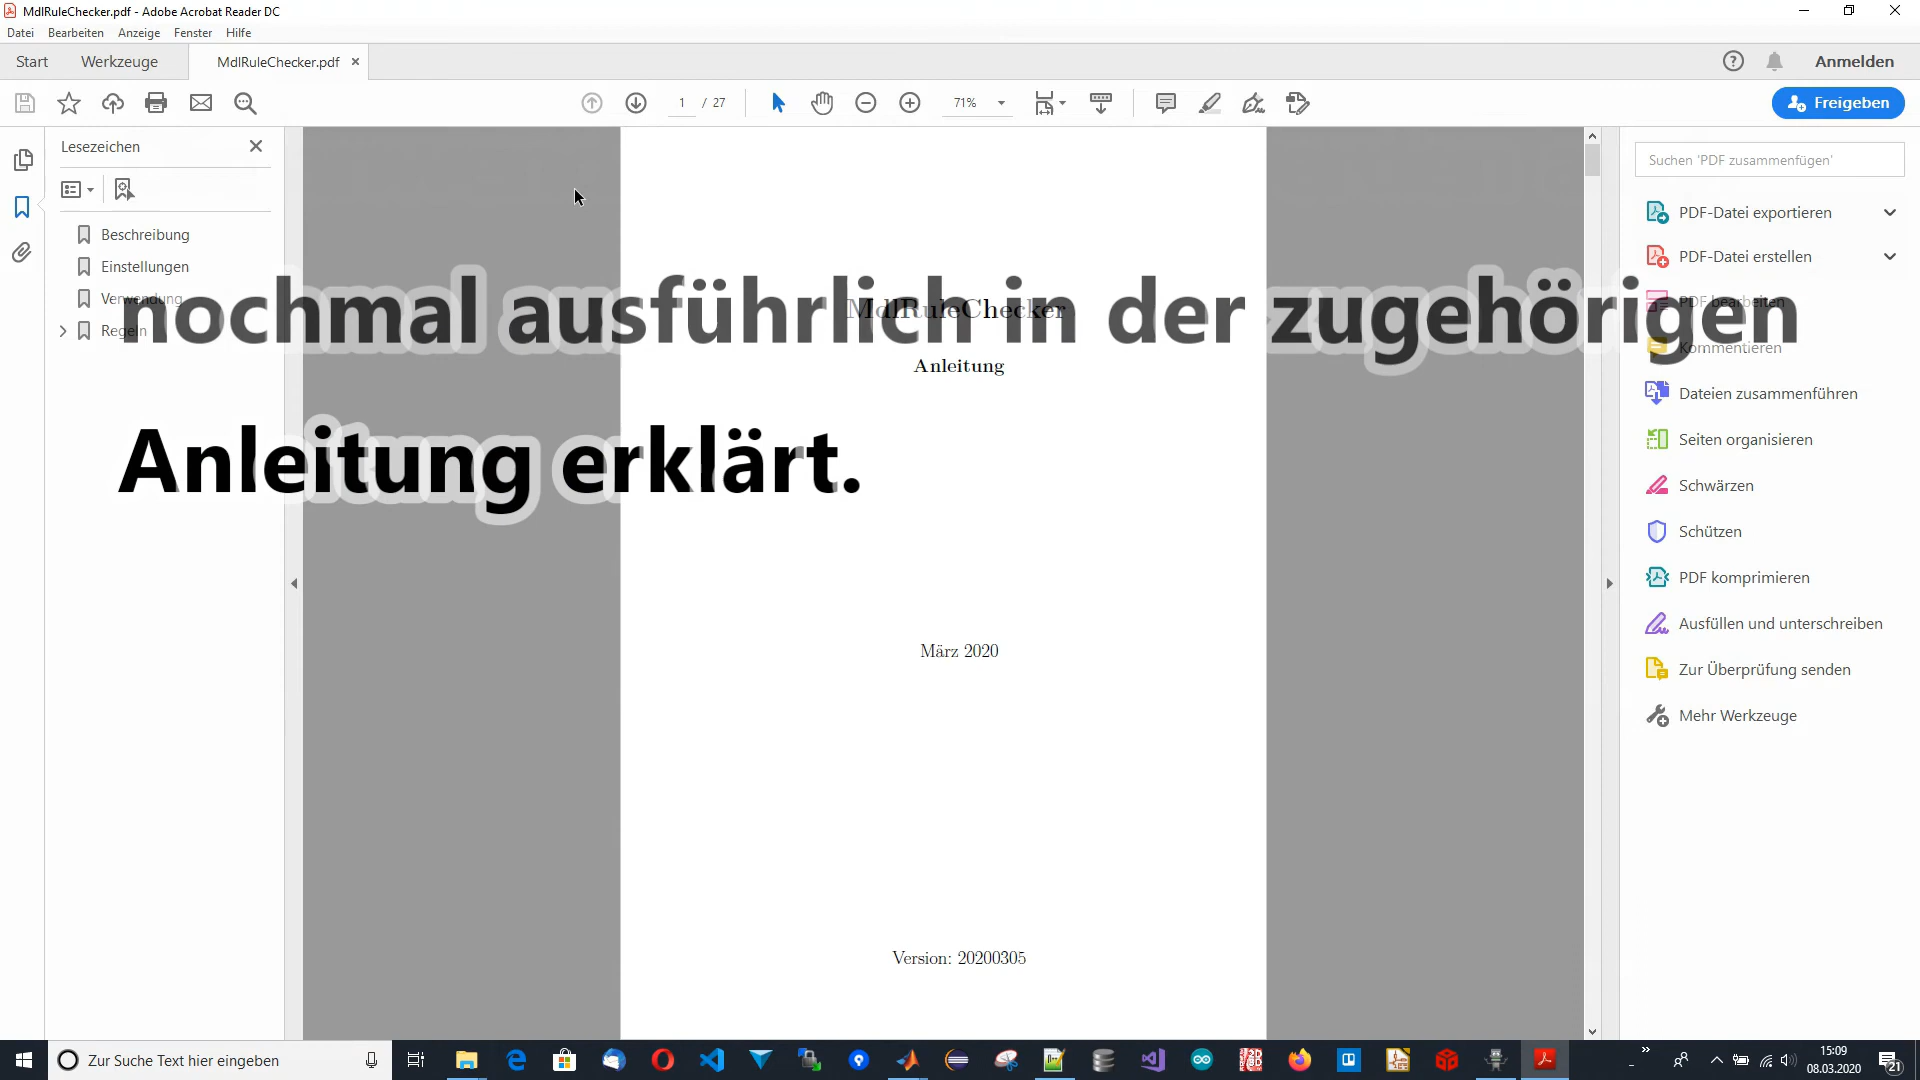 MdlRuleChecker.pdf - Adobe Acrobat Reader DC
Datei Bearbeiten Anzeige Fenster Hilfe
Start Werkzeuge MdlRuleChecker.pdf Anmelden
1 / 27 71% Freigeben
Lesezeichen
Beschreibung
Einstellungen
Verwendung
Regeln
nochmal ausführlich in der zugehörigen
Anleitung erklärt.
MdlRuleChecker
Anleitung
März 2020
Version: 20200305
Suchen 'PDF zusammenfügen'
PDF-Datei exportieren
PDF-Datei erstellen
PDF bearbeiten
Kommentieren
Dateien zusammenführen
Seiten organisieren
Schwärzen
Schützen
PDF komprimieren
Ausfüllen und unterschreiben
Zur Überprüfung senden
Mehr Werkzeuge
Zur Suche Text hier eingeben
15:09
08.03.2020
21